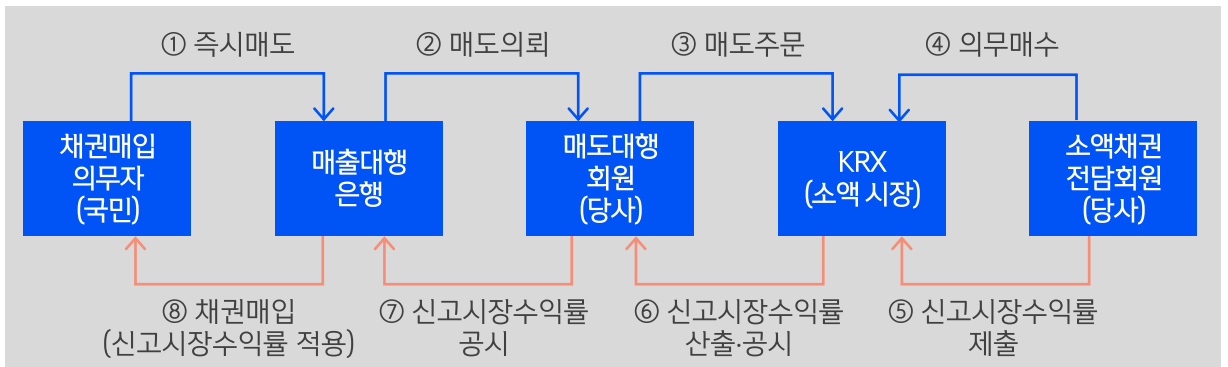 ① 즉시매도
② 매도의뢰
③ 매도주문
④ 의무매수
채권매입
의무자
(국민)
매출대행
은행
매도대행
회원
(당사)
KRX
(소액 시장)
소액채권
전담회원
(당사)
⑧ 채권매입
(신고시장수익률 적용)
⑦ 신고시장수익률
공시
⑥ 신고시장수익률
산출·공시
⑤ 신고시장수익률
제출